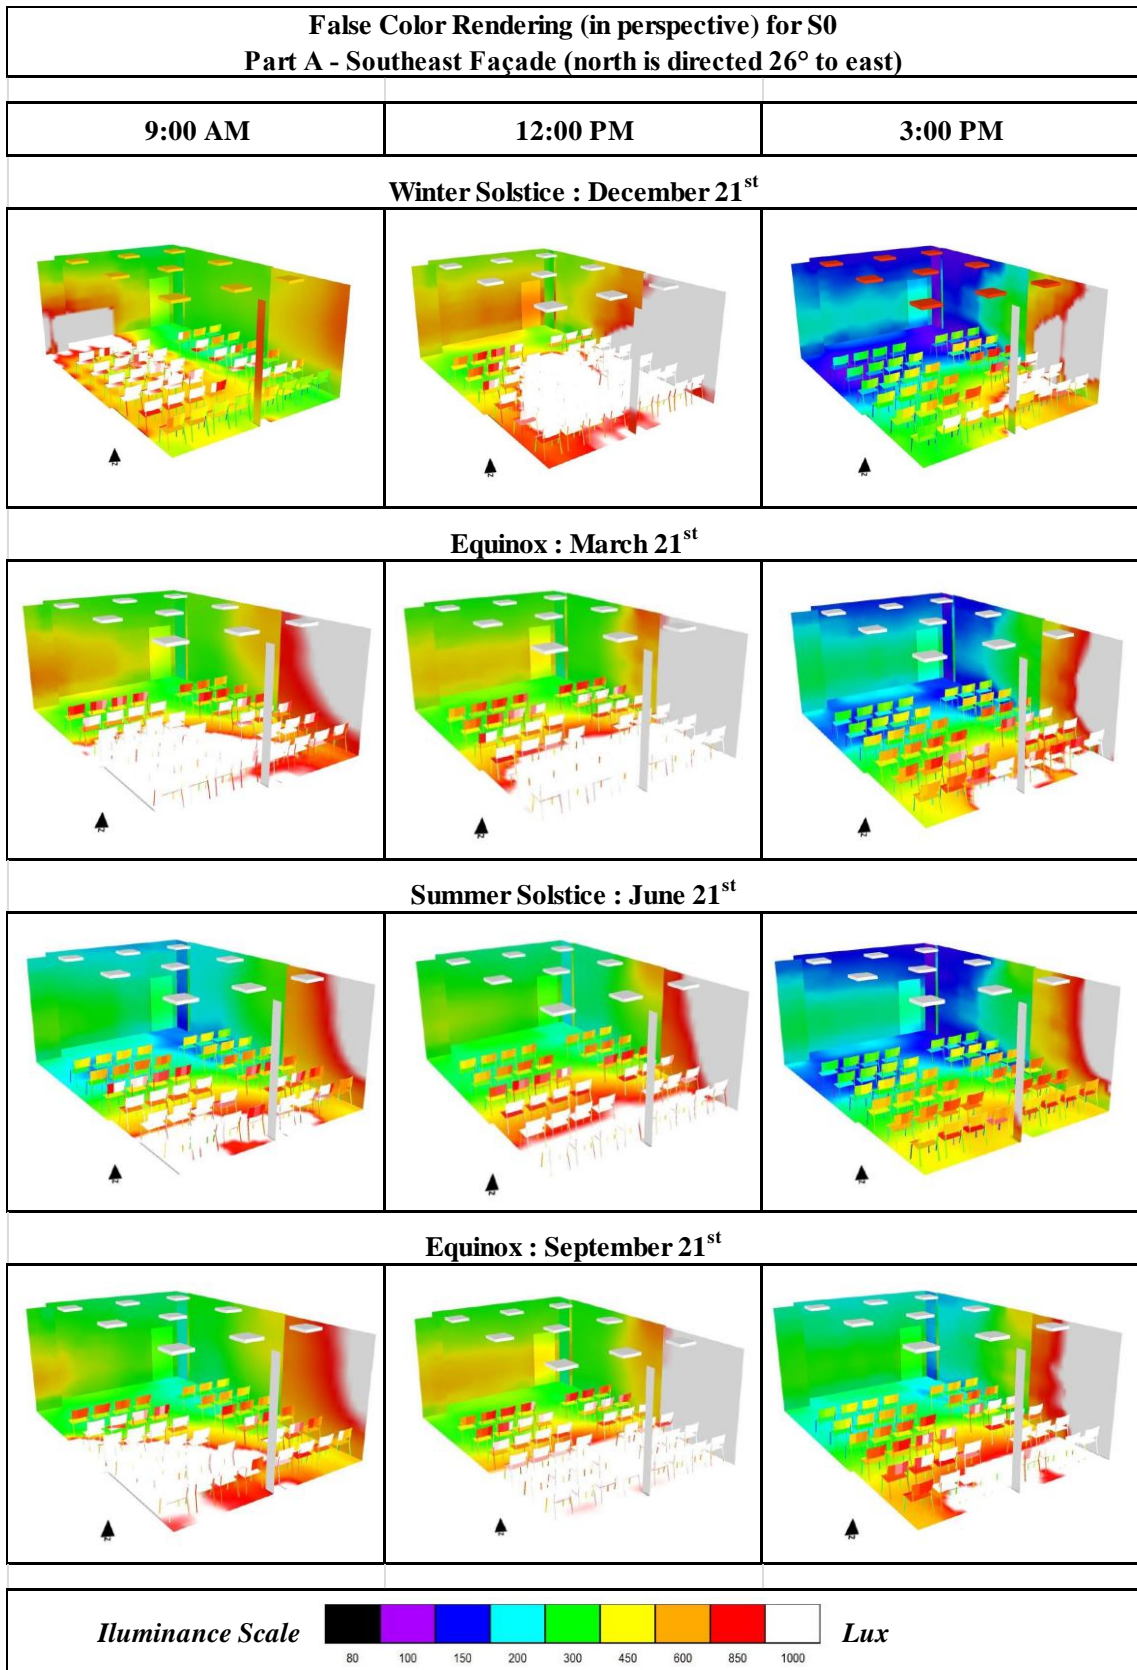 False Color Rendering (in perspective) for S0
Part A - Southeast Façade (north is directed 26° to east)
9:00 AM 12:00 PM 3:00 PM
Winter Solstice : December 21st
Equinox : March 21st
Summer Solstice : June 21st
Equinox : September 21st
Iluminance Scale Lux
80 100 150 200 300 450 600 850 1000